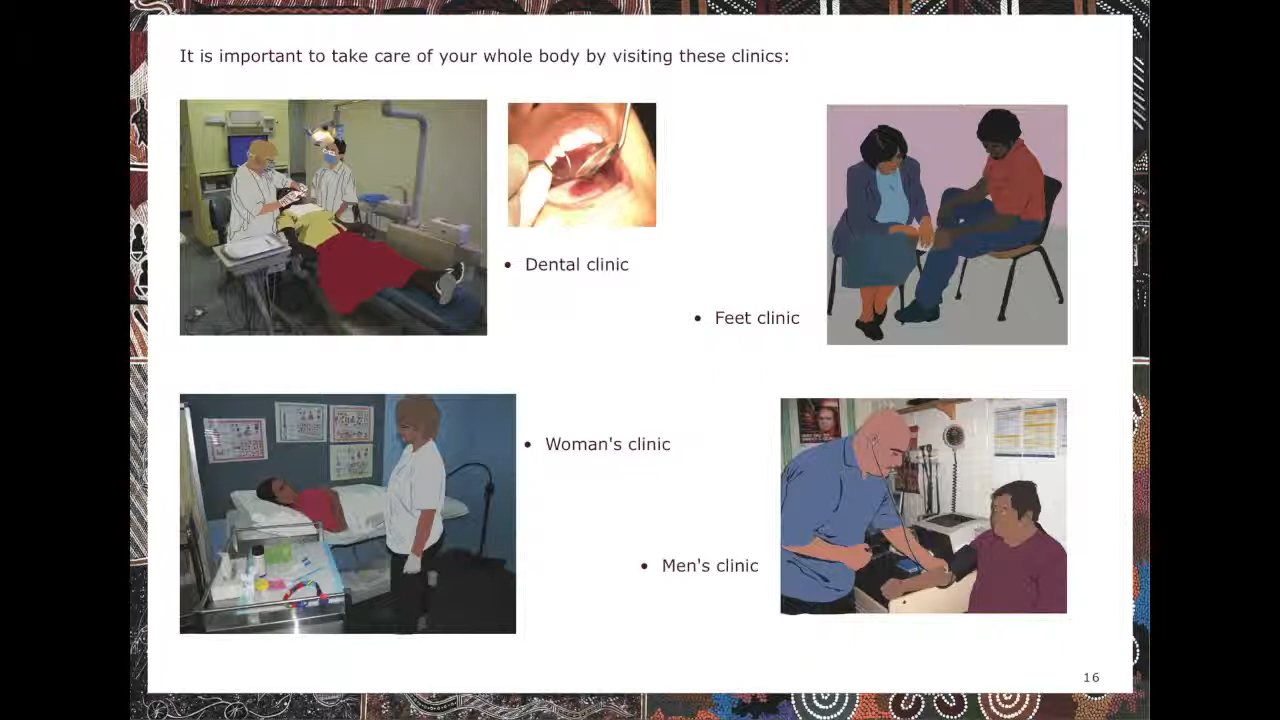 It is important to take care of your whole body by visiting these clinics:
• Dental clinic
• Feet clinic
• Woman's clinic
• Men's clinic
16